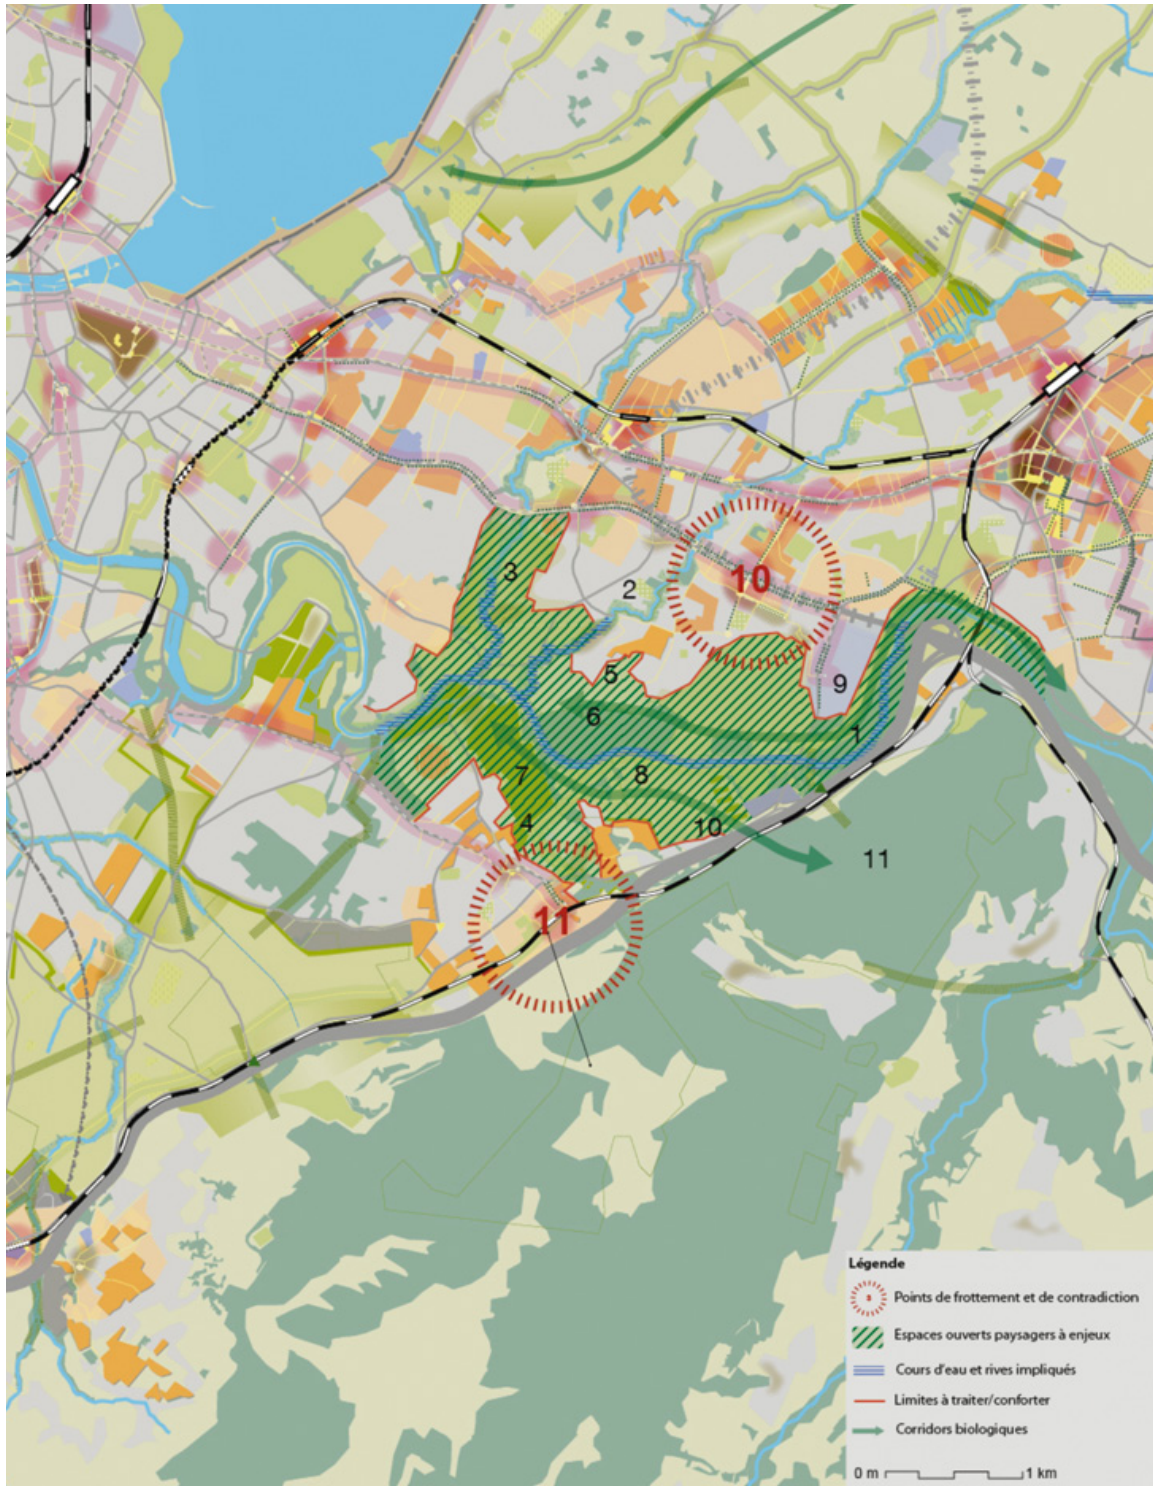 3
2
10
5
9
6
1
7
8
4
10
11
11
Légende
8
Points de frottement et de contradiction
Espaces ouverts paysagers à enjeux
Cours d'eau et rives impliqués
Limites à traiter/conforter
Corridors biologiques
0 m 1 km